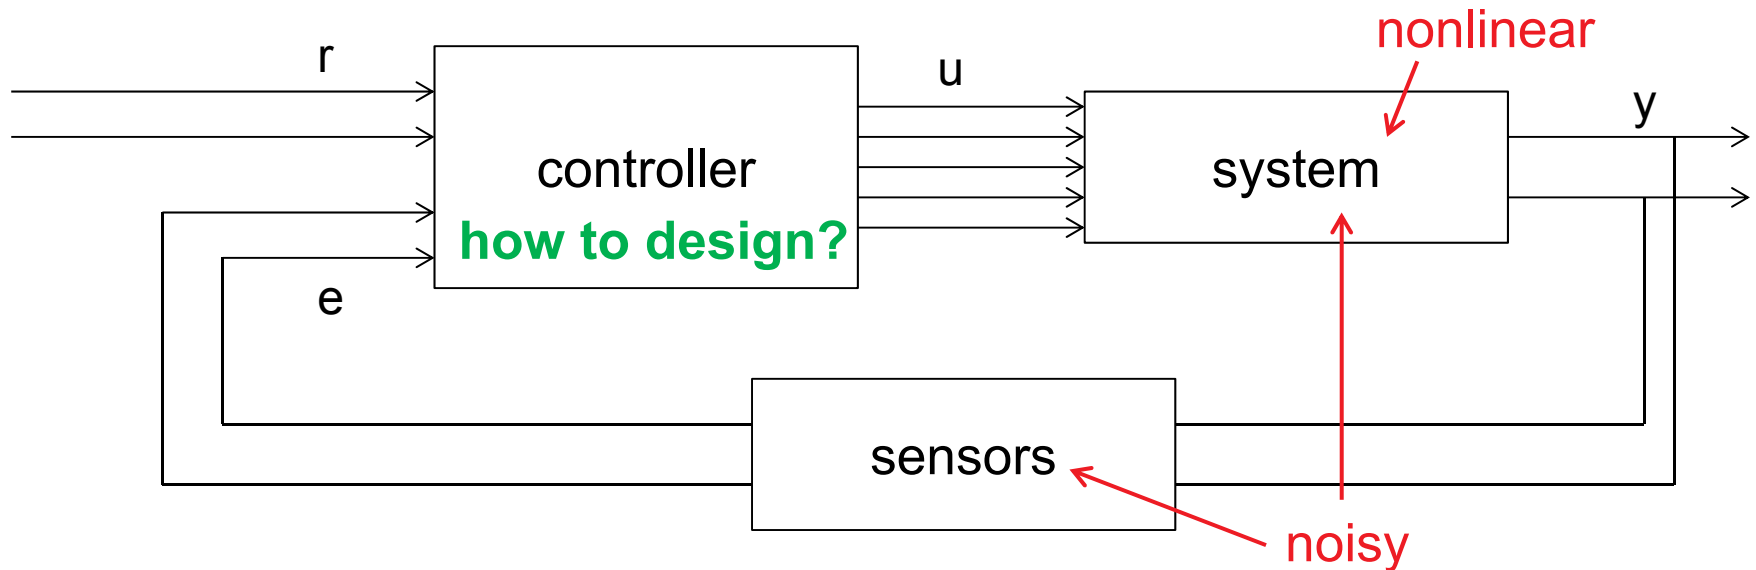 nonlinear
r
u
y
controller
system
how to design?
e
sensors
noisy